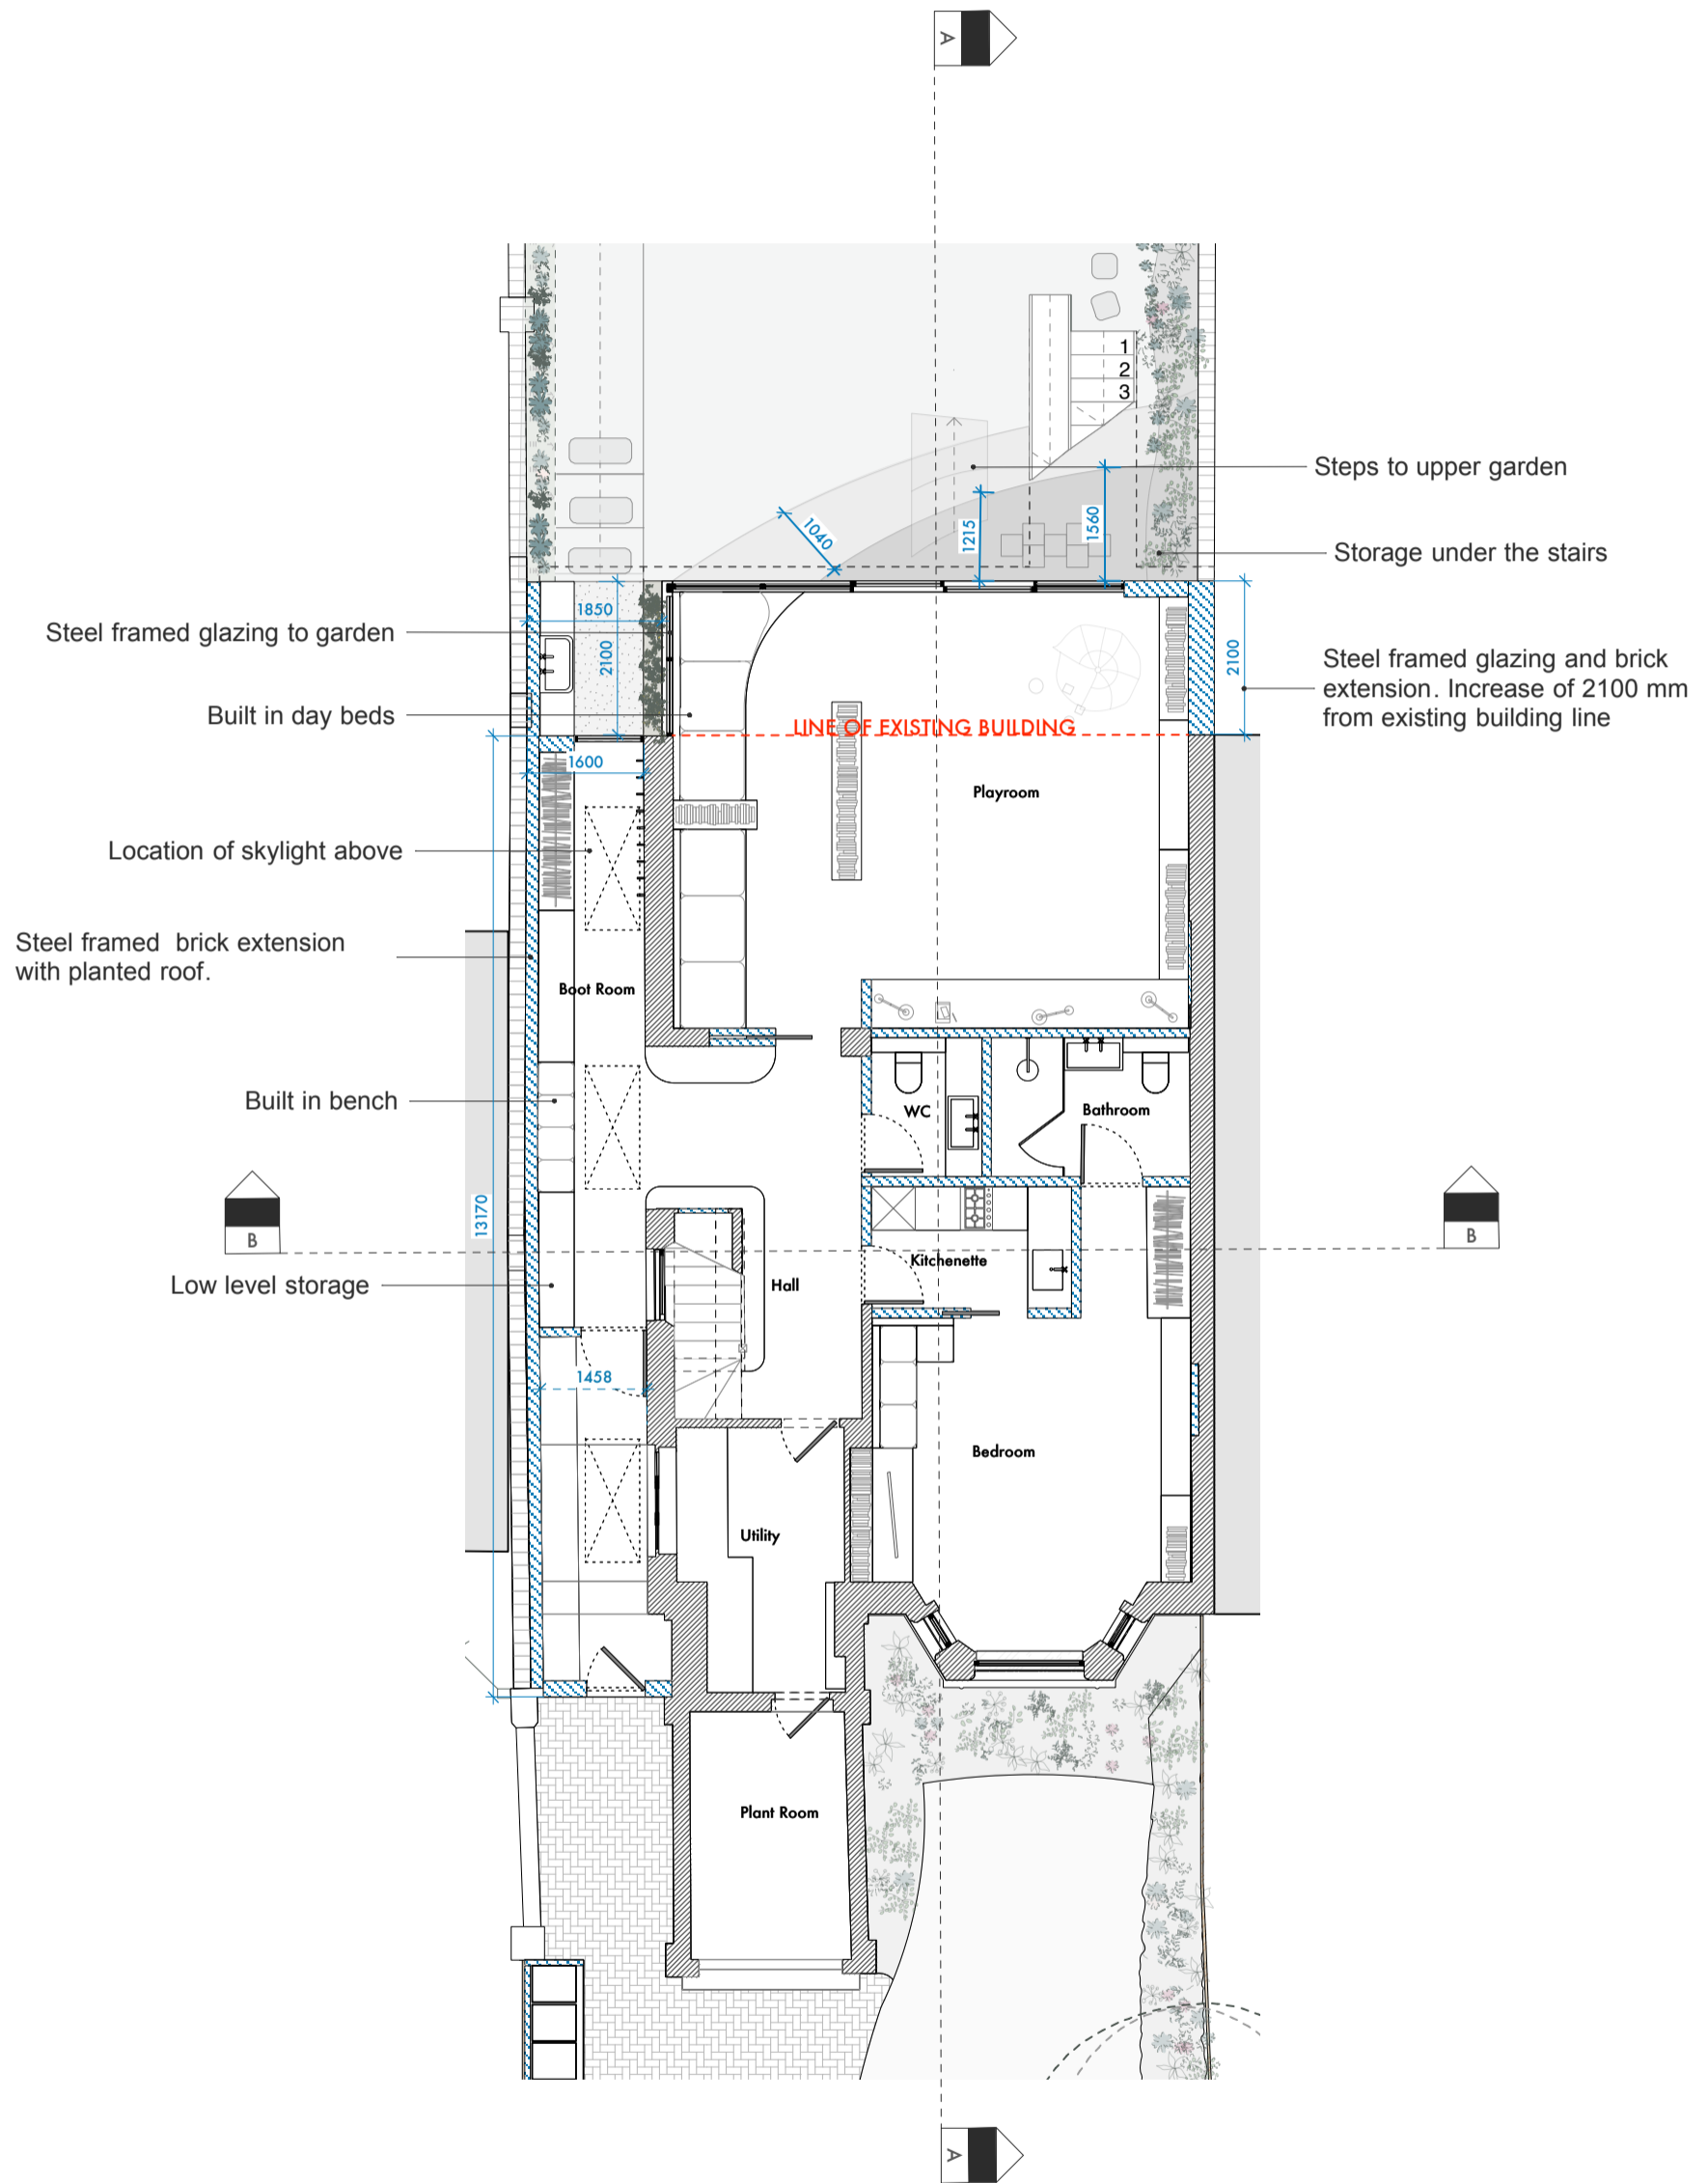 A
1
2
3
Steps to upper garden
1040
1215
1560
Storage under the stairs
1850
2100
2100
Steel framed glazing to garden
Steel framed glazing and brick
extension. Increase of 2100 mm
from existing building line
Built in day beds
LINE OF EXISTING BUILDING
1600
Playroom
Location of skylight above
Steel framed brick extension
with planted roof.
Boot Room
Built in bench
WC
Bathroom
13170
B
B
Kitchenette
Low level storage
Hall
1458
Bedroom
Utility
Plant Room
A